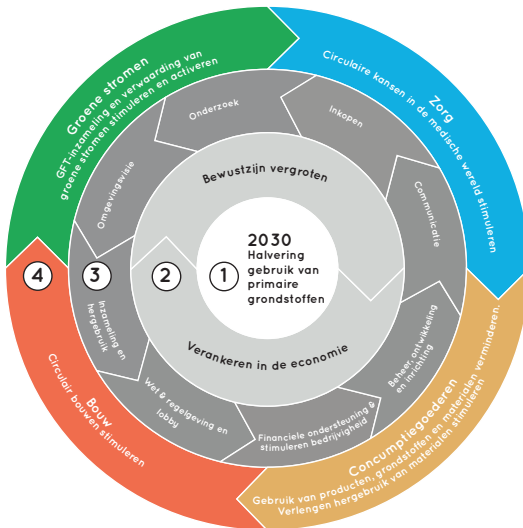 Groene stromen
GFT-inzameling en verwaarding van
groene stromen stimuleren en activeren
Zorg
Circulaire kansen in de medische wereld stimuleren
Onderzoek
Inkopen
Omgevingsvisie
Communicatie
Bewustzijn vergroten
4
3
2
1
2030
Halvering
gebruik van
primaire
grondstoffen
Verankeren in de economie
Inzameling en
hergebruik
Beheer, ontwikkeling
en inrichting
Wet & regelgeving en
lobby
Financiele ondersteuning &
stimuleren bedrijvigheid
Bouw
Circulair bouwen stimuleren
Concumptiegoederen
Gebruik van producten, grondstoffen en materialen verminderen.
Verlengen hergebruik van materialen stimuleren